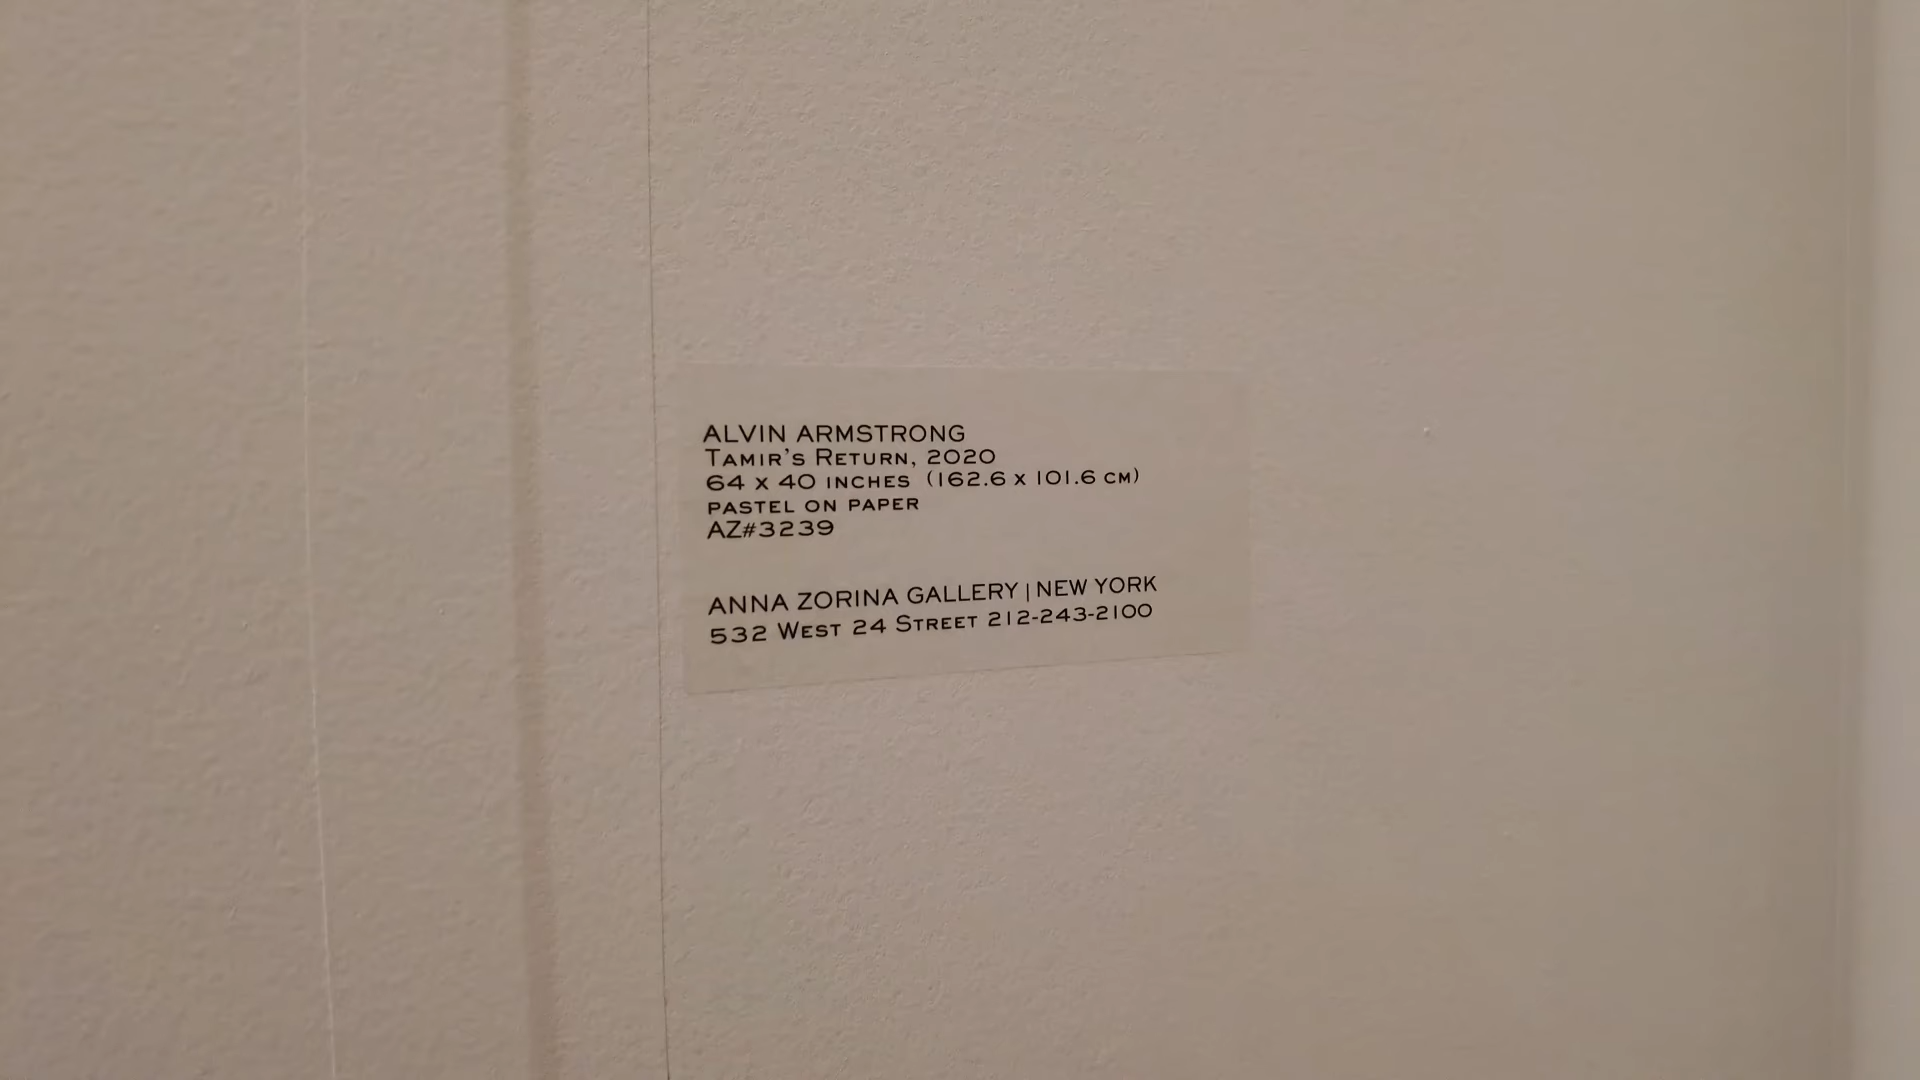 ALVIN ARMSTRONG
TAMIR'S RETURN, 2020
64 X 40 INCHES (162.6 X 101.6 CM)
PASTEL ON PAPER
AZ#3239
ANNA ZORINA GALLERY | NEW YORK
532 WEST 24 STREET 212-243-2100